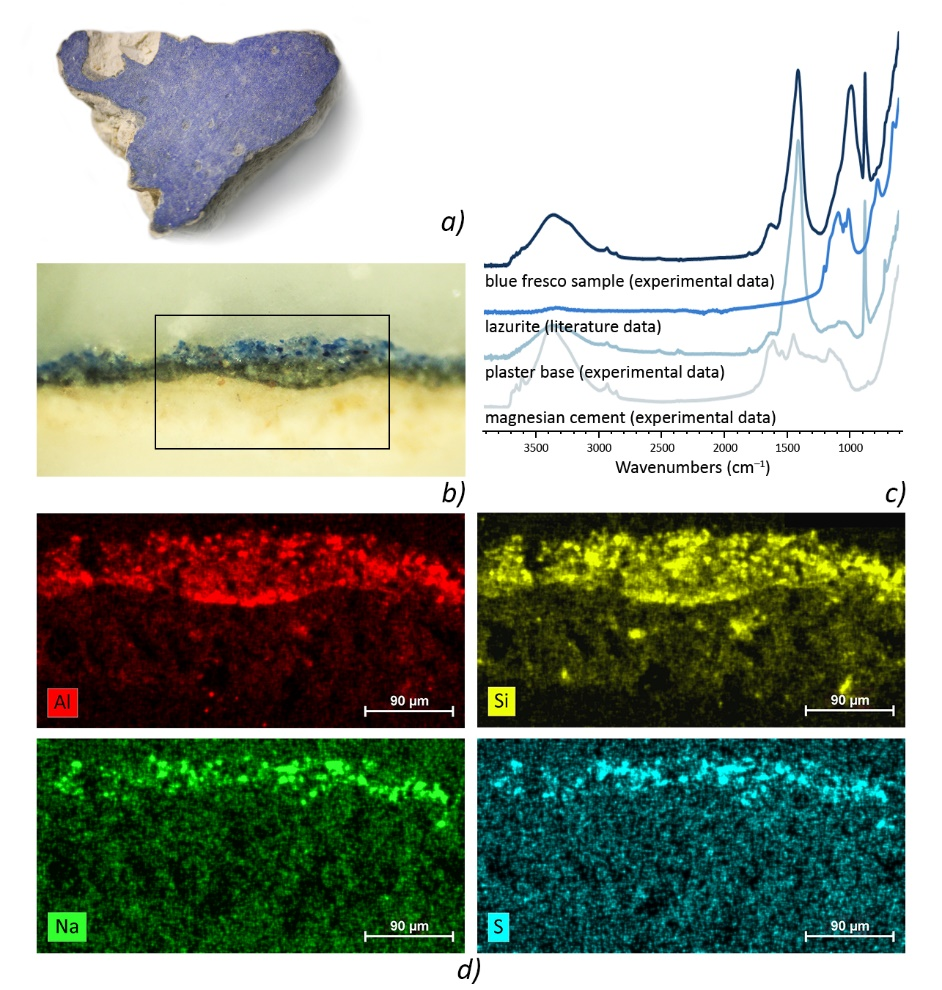 a)
blue fresco sample (experimental data)
lazurite (literature data)
plaster base (experimental data)
magnesian cement (experimental data)
3500 3000 2500 2000 1500 1000
Wavenumbers (cm⁻¹)
b)
c)
Al
90 µm
Si
90 µm
Na
90 µm
S
90 µm
d)